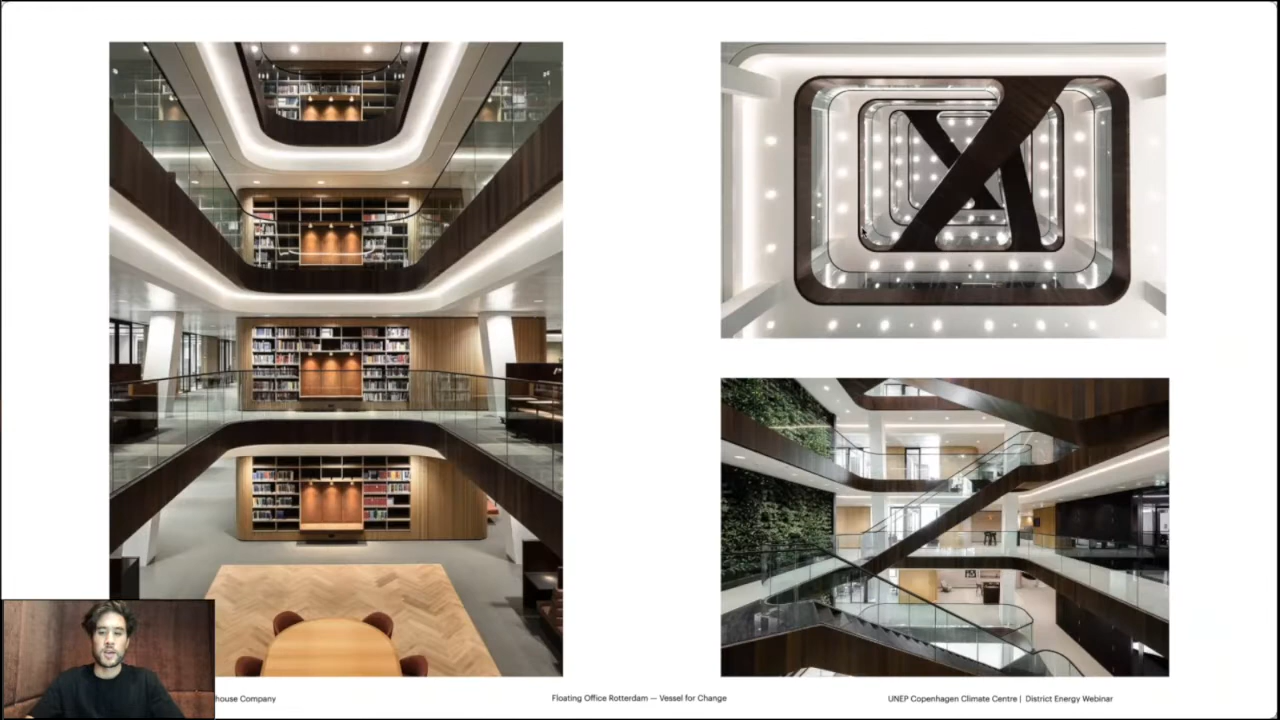 house Company
Floating Office Rotterdam — Vessel for Change
UNEP Copenhagen Climate Centre | District Energy Webinar